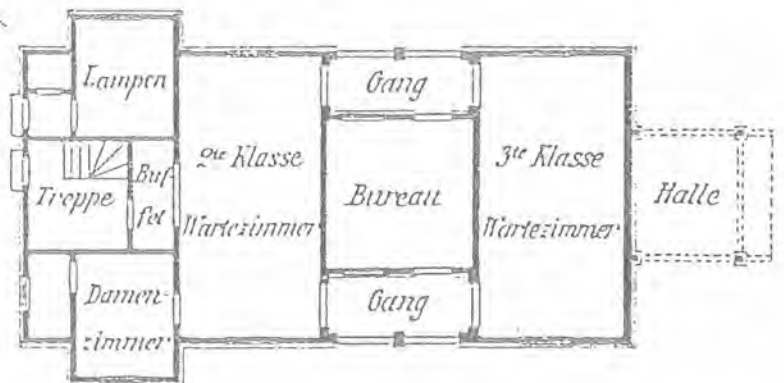 Lampen
Treppe
Buf-
fet
Damen-
zimmer
2te Klasse
Wartezimmer
Gang
Bureau
Gang
3te Klasse
Wartezimmer
Halle